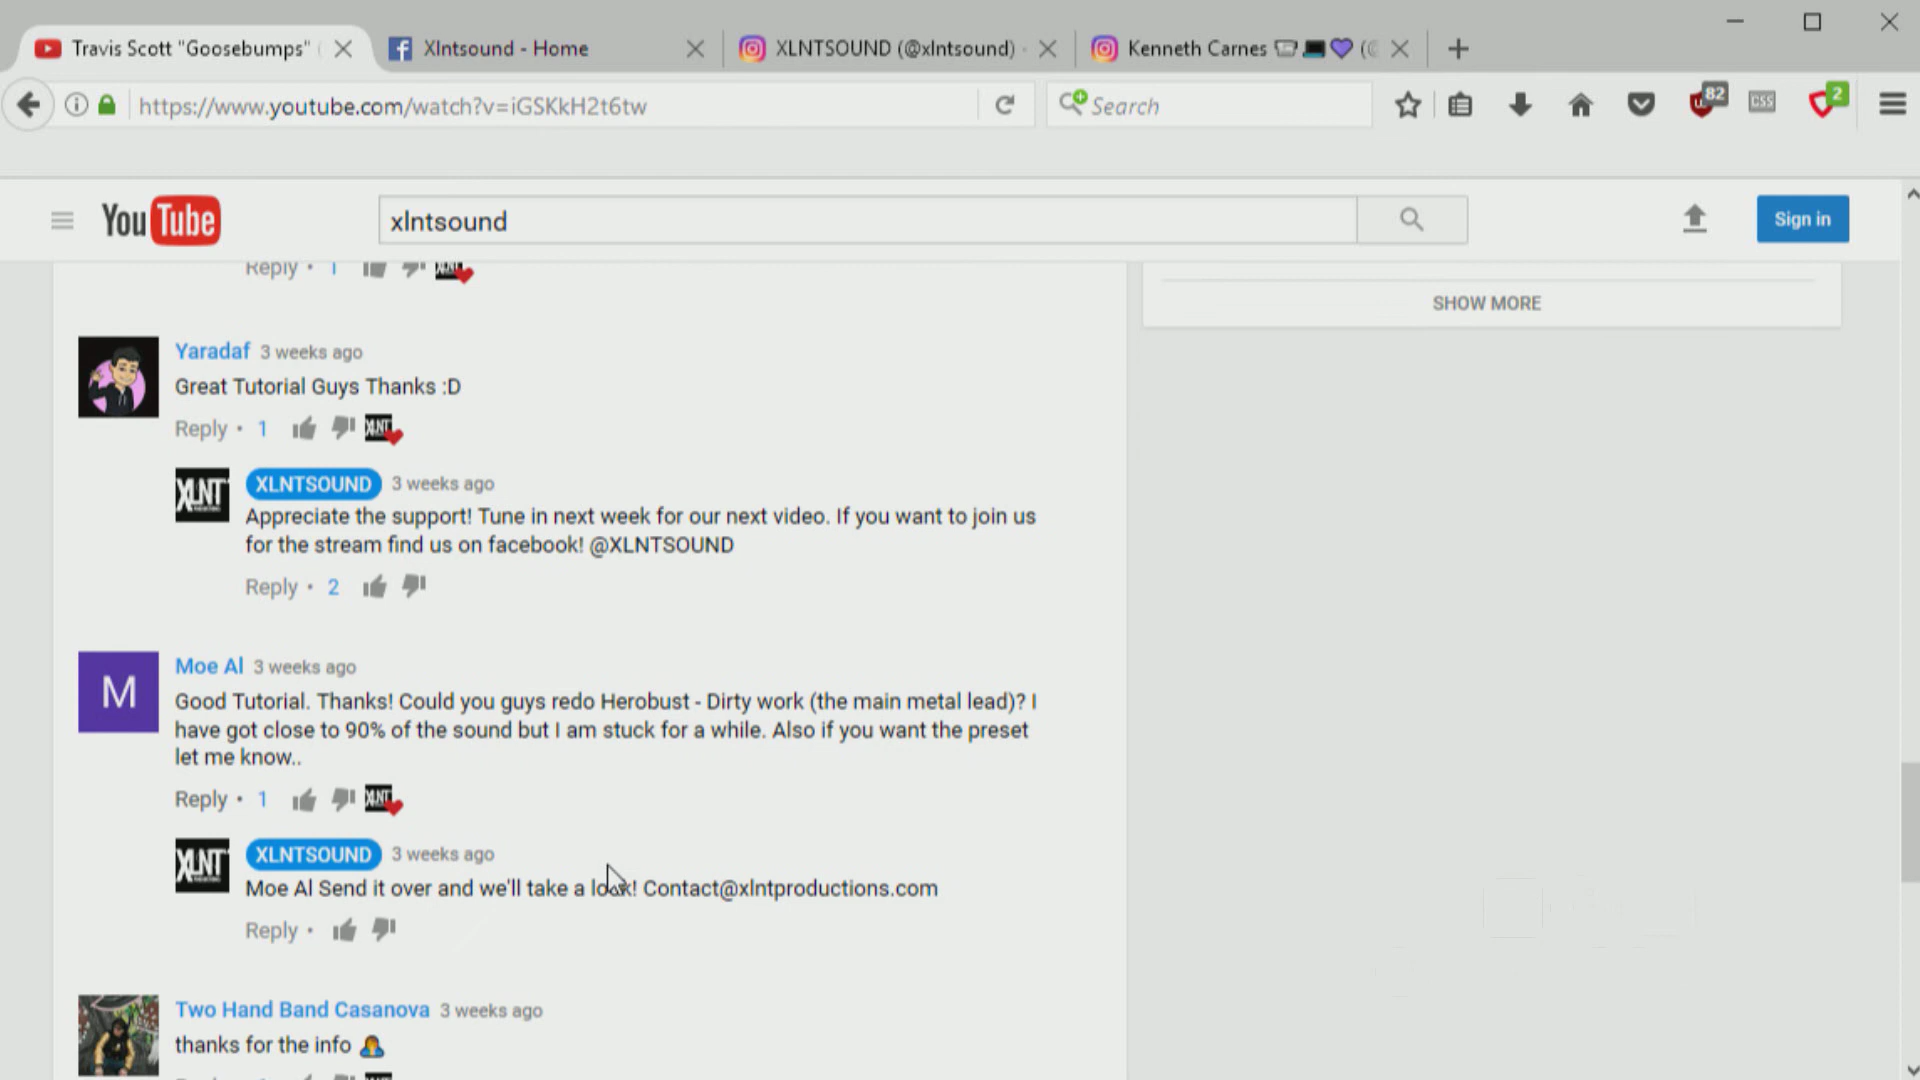 Travis Scott "Goosebumps" (
Xlntsound - Home
XLNTSOUND (@xlntsound) ·
Kenneth Carnes
https://www.youtube.com/watch?v=iGSKkH2t6tw
Search
82
CSS
2
YouTube
xlntsound
Sign in
Reply • 1
SHOW MORE
Yaradaf 3 weeks ago
Great Tutorial Guys Thanks :D
Reply • 1
XLNT
XLNT
XLNTSOUND 3 weeks ago
Appreciate the support! Tune in next week for our next video. If you want to join us
for the stream find us on facebook! @XLNTSOUND
Reply • 2
M
Moe Al 3 weeks ago
Good Tutorial. Thanks! Could you guys redo Herobust - Dirty work (the main metal lead)? I
have got close to 90% of the sound but I am stuck for a while. Also if you want the preset
let me know..
Reply • 1
XLNT
XLNT
XLNTSOUND 3 weeks ago
Moe Al Send it over and we'll take a look! Contact@xlntproductions.com
Reply •
Two Hand Band Casanova 3 weeks ago
thanks for the info